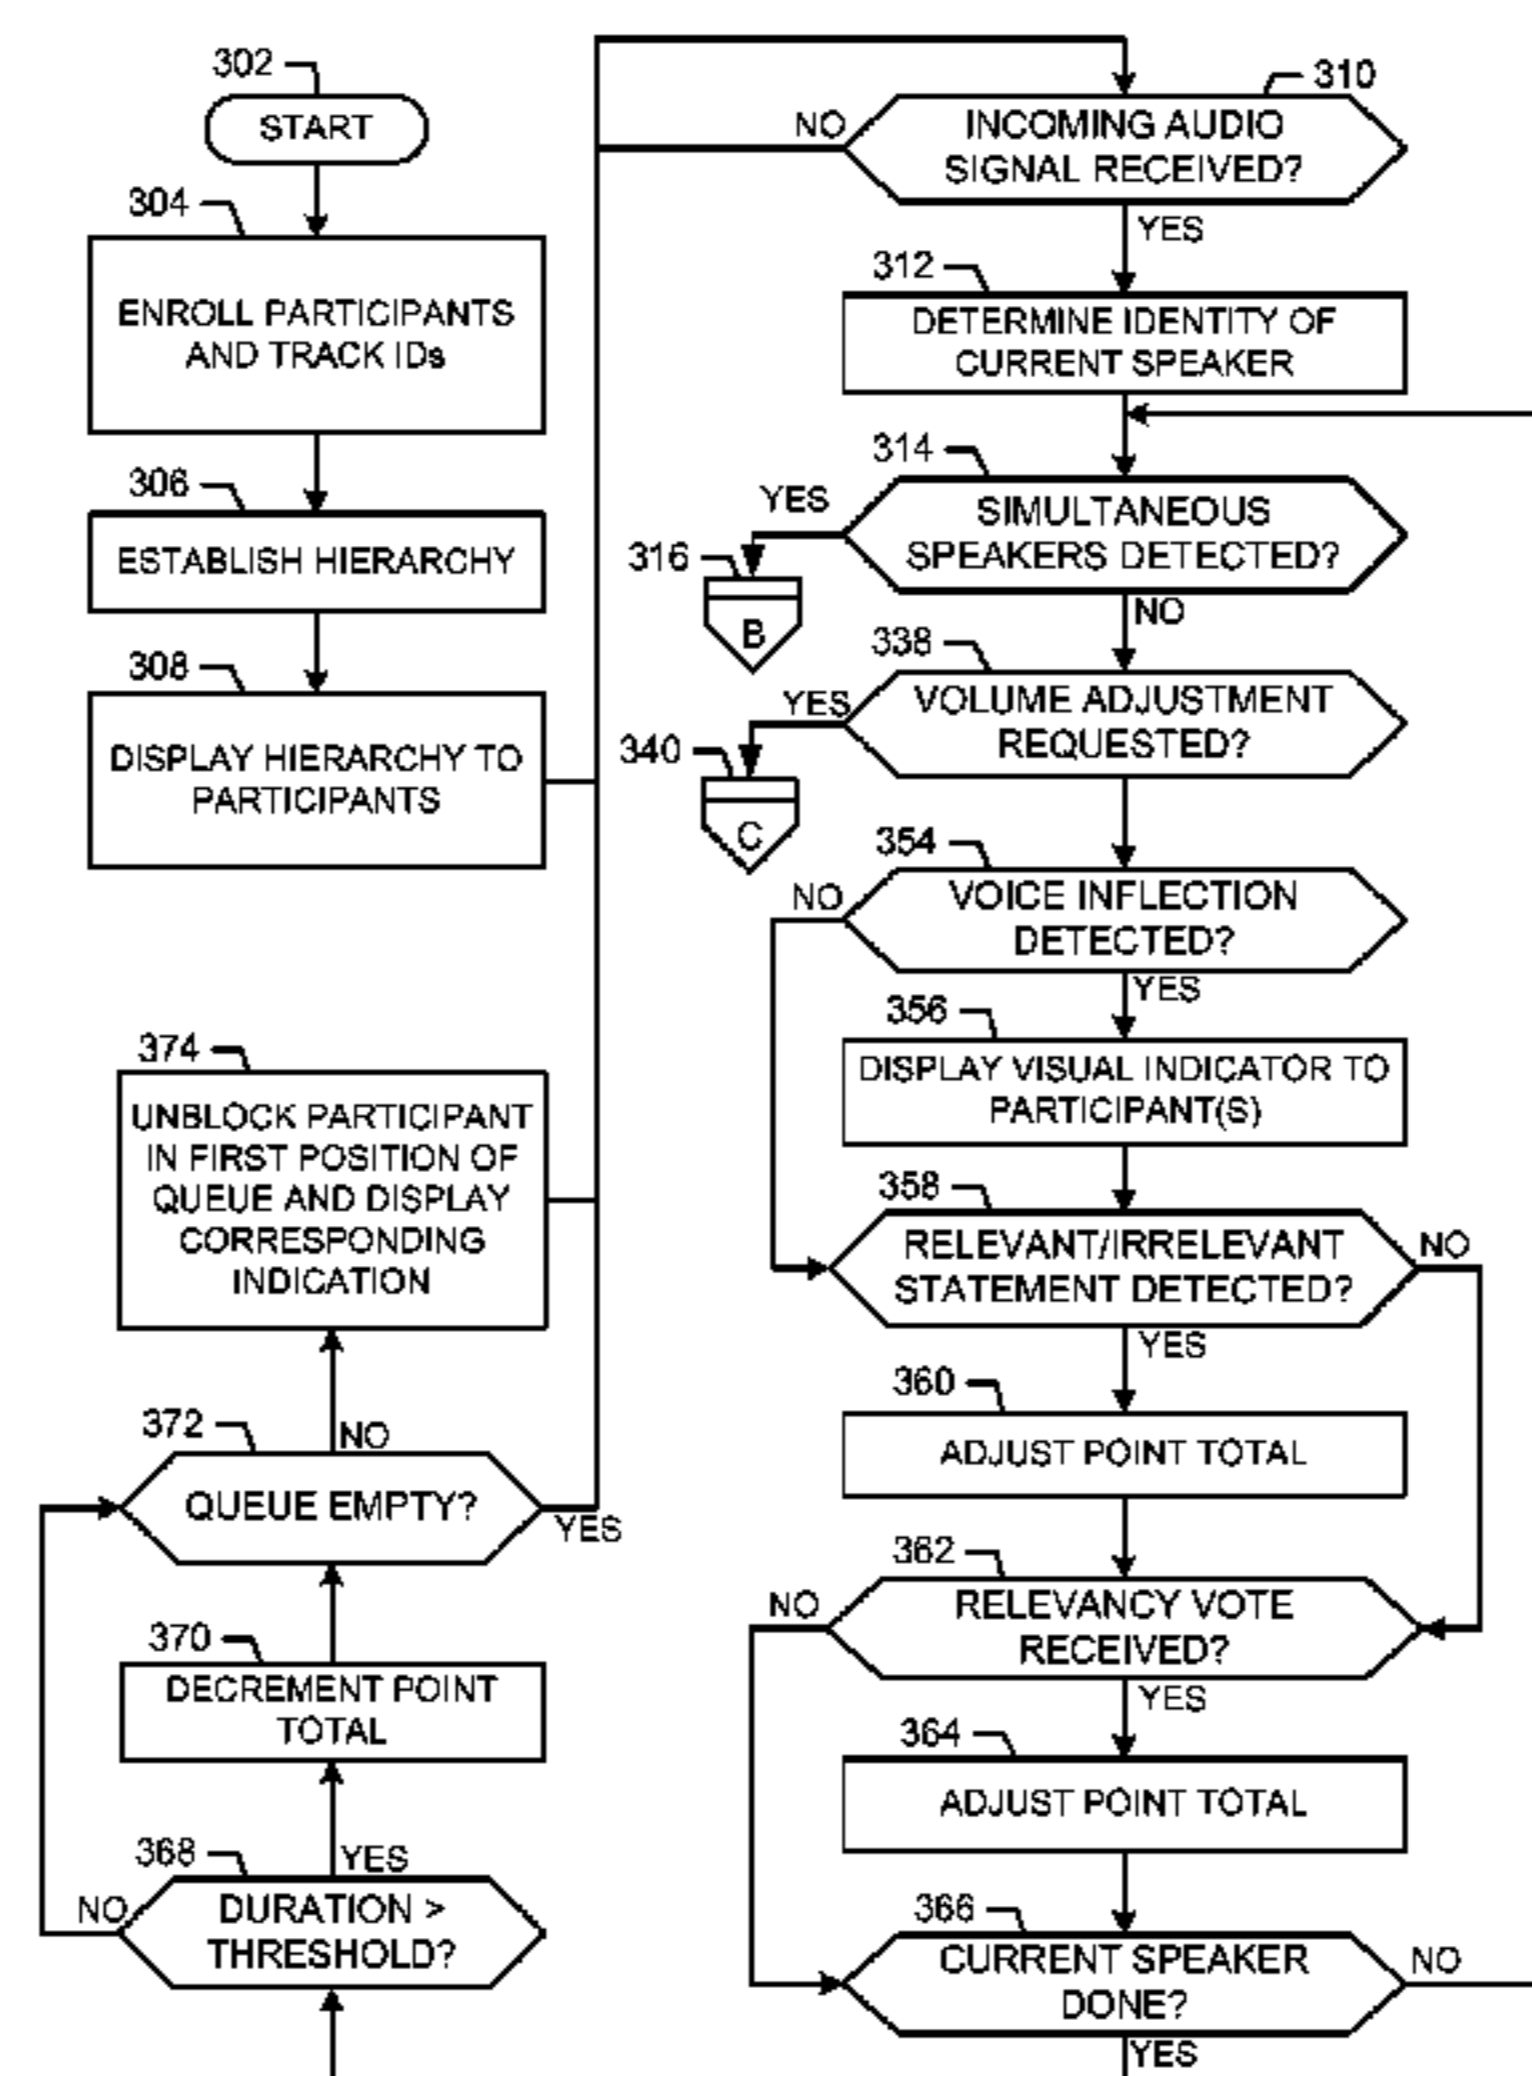 302
START
304
ENROLL PARTICIPANTS
AND TRACK IDs
306
ESTABLISH HIERARCHY
308
DISPLAY HIERARCHY TO
PARTICIPANTS
310
INCOMING AUDIO
SIGNAL RECEIVED?
NO
YES
312
DETERMINE IDENTITY OF
CURRENT SPEAKER
314
SIMULTANEOUS
SPEAKERS DETECTED?
YES
316
B
NO
338
VOLUME ADJUSTMENT
REQUESTED?
YES
340
C
354
VOICE INFLECTION
DETECTED?
NO
YES
356
DISPLAY VISUAL INDICATOR TO
PARTICIPANT(S)
358
RELEVANT/IRRELEVANT
STATEMENT DETECTED?
NO
YES
360
ADJUST POINT TOTAL
362
RELEVANCY VOTE
RECEIVED?
NO
YES
364
ADJUST POINT TOTAL
366
CURRENT SPEAKER
DONE?
NO
YES
368
DURATION >
THRESHOLD?
NO
YES
370
DECREMENT POINT
TOTAL
372
QUEUE EMPTY?
YES
NO
374
UNBLOCK PARTICIPANT
IN FIRST POSITION OF
QUEUE AND DISPLAY
CORRESPONDING
INDICATION